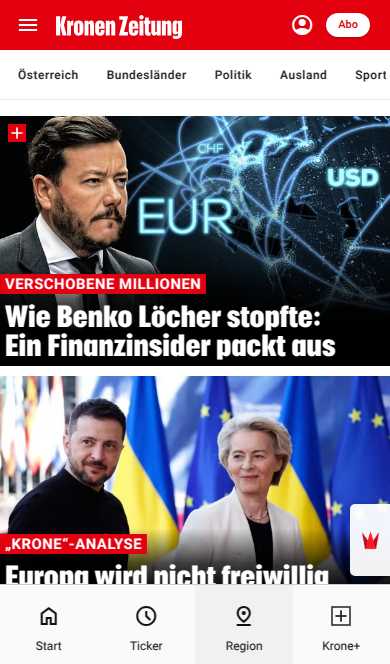 Kronen Zeitung
Abo
Österreich Bundesländer Politik Ausland Sport
CHF
USD
EUR
VERSCHOBENE MILLIONEN
Wie Benko Löcher stopfte:
Ein Finanzinsider packt aus
„KRONE“-ANALYSE
Europa wird nicht freiwillig
Start Ticker Region Krone+